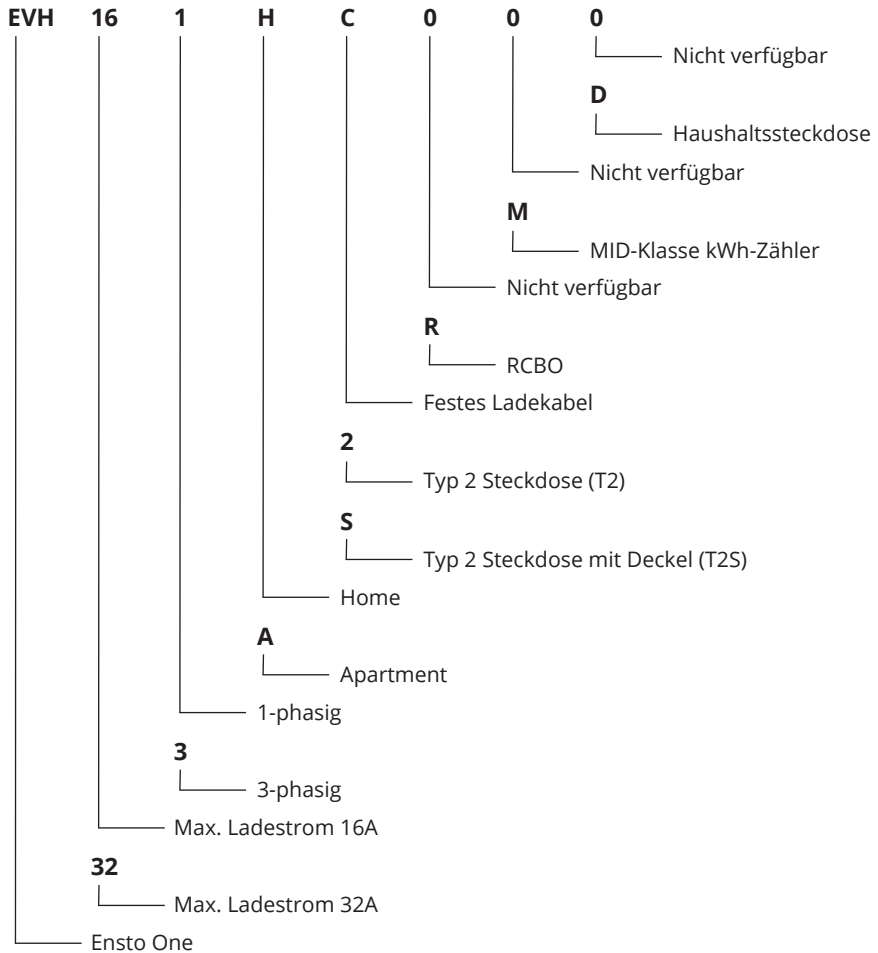 EVH 16 1 H C 0 0 0
Nicht verfügbar
D
Haushaltssteckdose
Nicht verfügbar
M
MID-Klasse kWh-Zähler
Nicht verfügbar
R
RCBO
Festes Ladekabel
2
Typ 2 Steckdose (T2)
S
Typ 2 Steckdose mit Deckel (T2S)
Home
A
Apartment
1-phasig
3
3-phasig
Max. Ladestrom 16A
32
Max. Ladestrom 32A
Ensto One